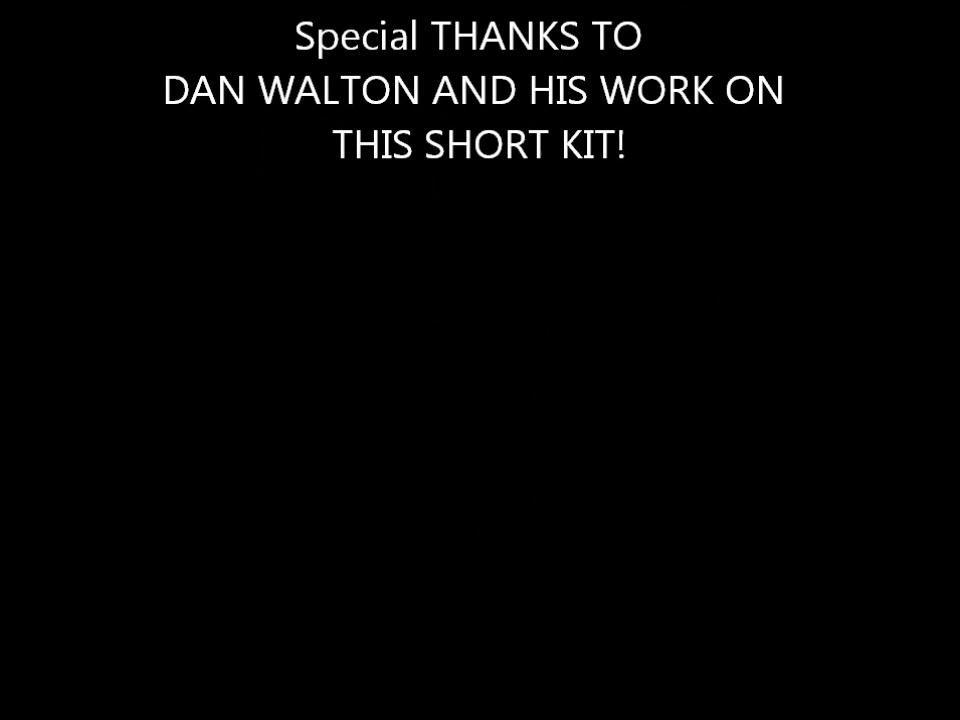 Special THANKS TO
DAN WALTON AND HIS WORK ON
THIS SHORT KIT!